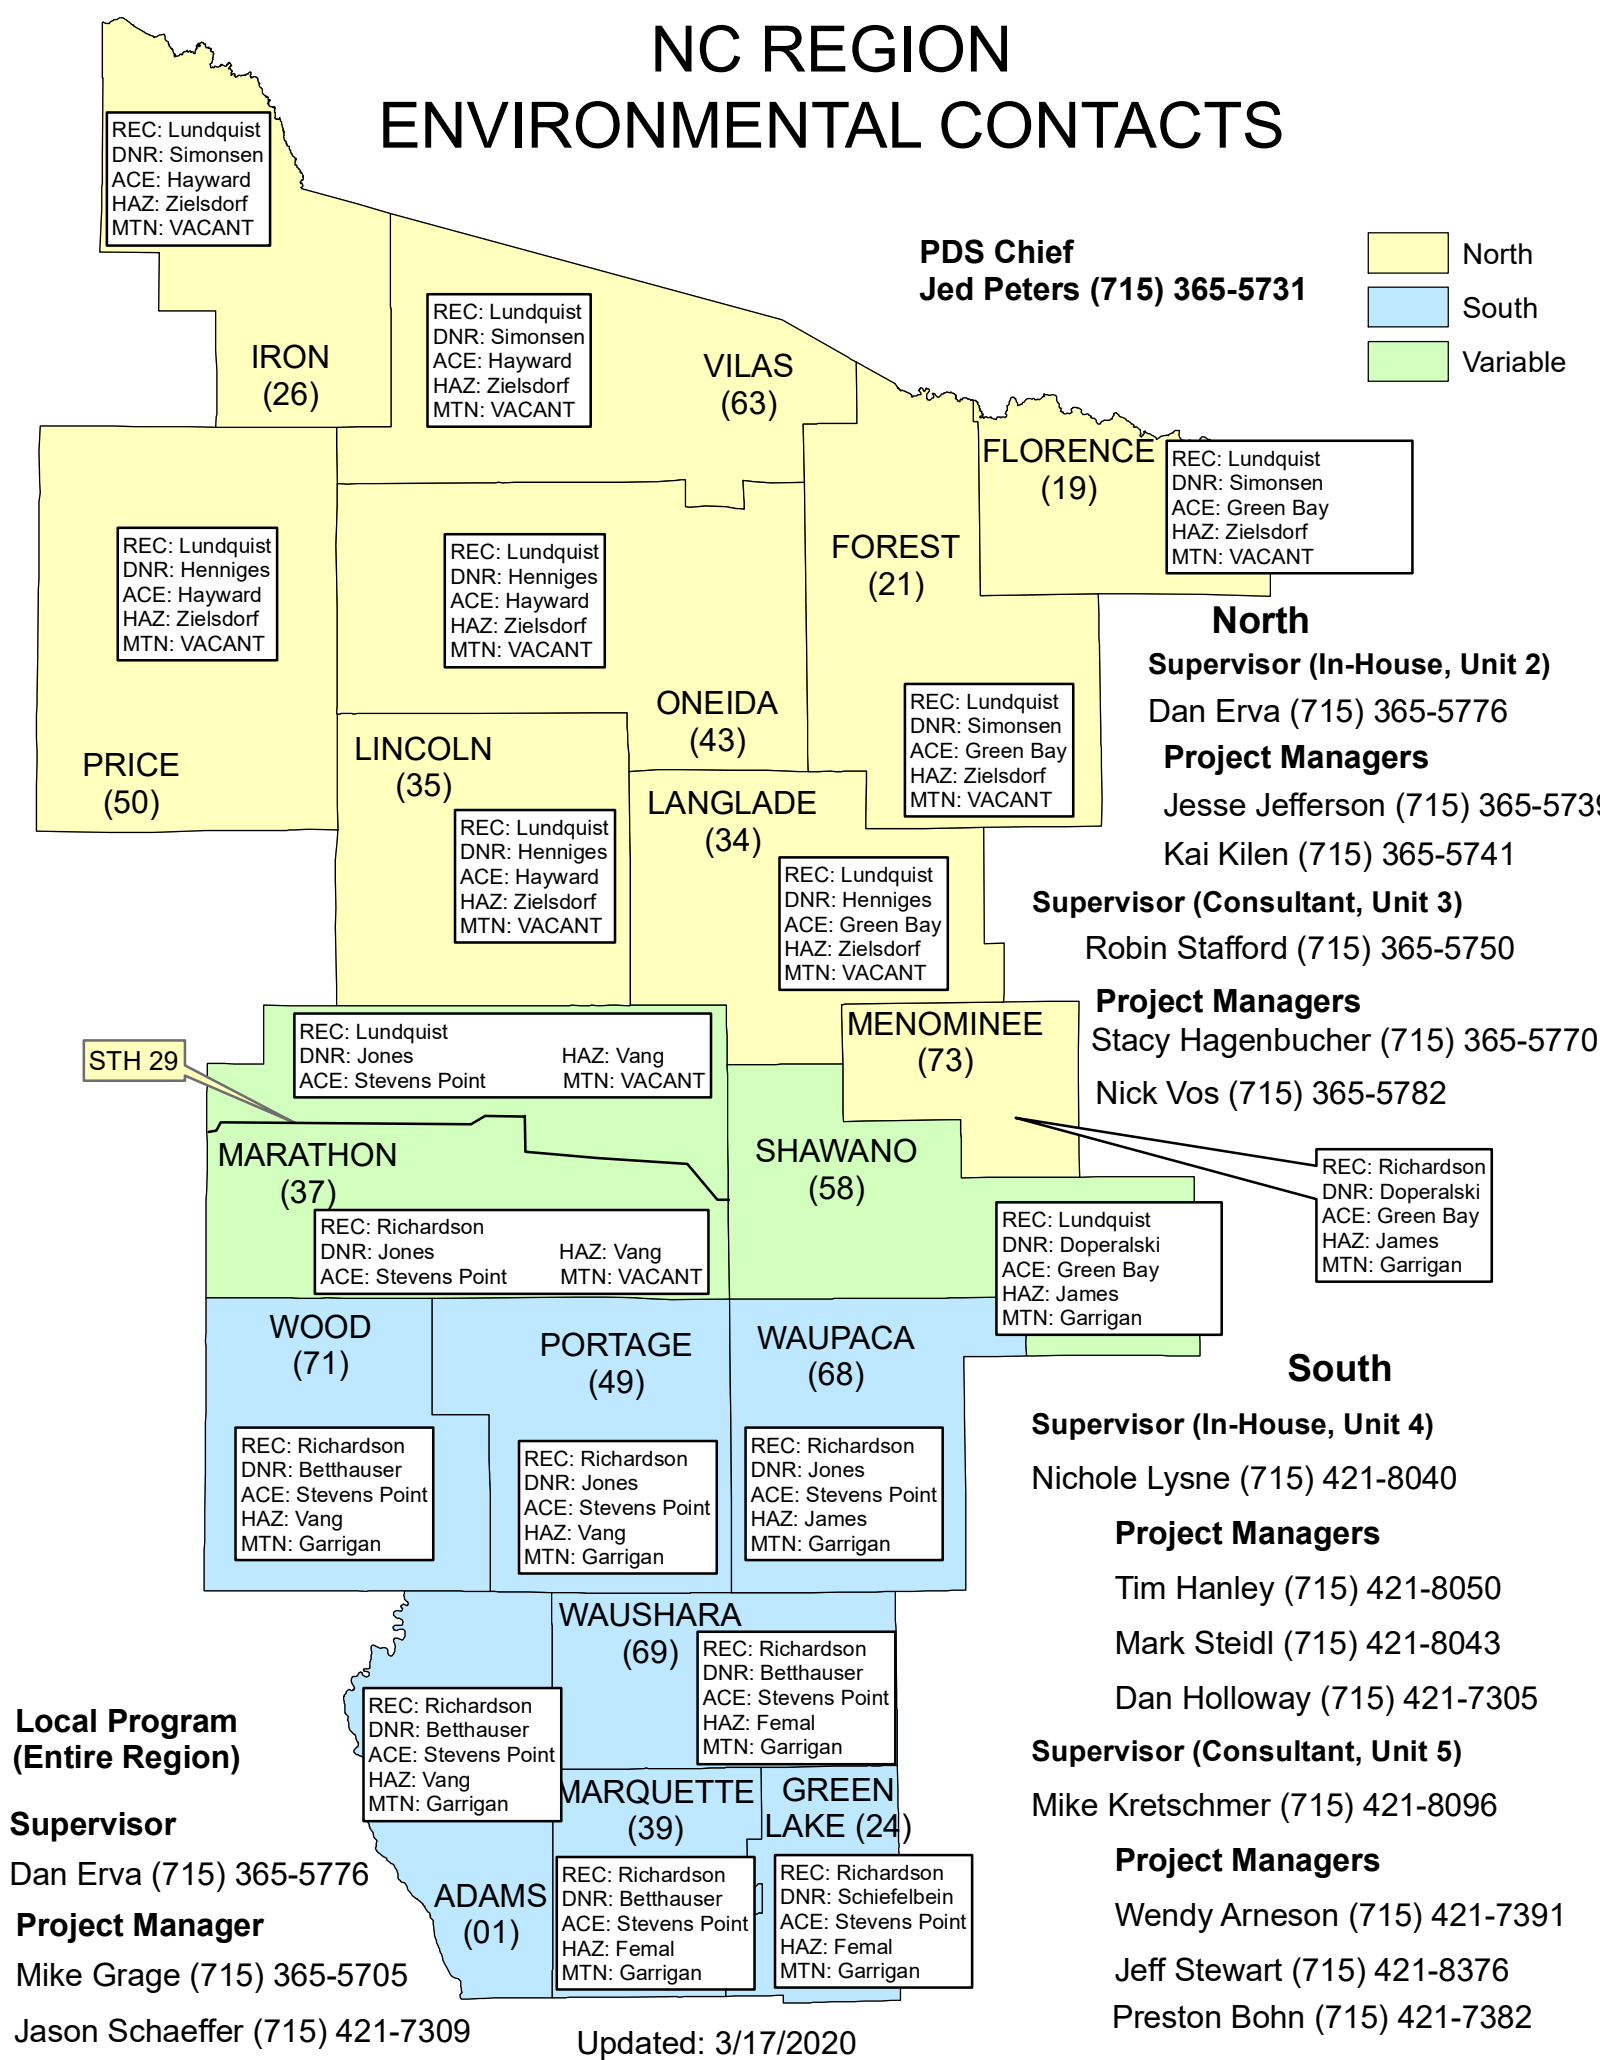 NC REGION
ENVIRONMENTAL CONTACTS
REC: Lundquist
DNR: Simonsen
ACE: Hayward
HAZ: Zielsdorf
MTN: VACANT
IRON
(26)
REC: Lundquist
DNR: Simonsen
ACE: Hayward
HAZ: Zielsdorf
MTN: VACANT
VILAS
(63)
PDS Chief
Jed Peters (715) 365-5731
North
South
Variable
FLORENCE
(19)
REC: Lundquist
DNR: Simonsen
ACE: Green Bay
HAZ: Zielsdorf
MTN: VACANT
REC: Lundquist
DNR: Henniges
ACE: Hayward
HAZ: Zielsdorf
MTN: VACANT
PRICE
(50)
REC: Lundquist
DNR: Henniges
ACE: Hayward
HAZ: Zielsdorf
MTN: VACANT
ONEIDA
(43)
FOREST
(21)
REC: Lundquist
DNR: Simonsen
ACE: Green Bay
HAZ: Zielsdorf
MTN: VACANT
LINCOLN
(35)
REC: Lundquist
DNR: Henniges
ACE: Hayward
HAZ: Zielsdorf
MTN: VACANT
LANGLADE
(34)
REC: Lundquist
DNR: Henniges
ACE: Green Bay
HAZ: Zielsdorf
MTN: VACANT
North
Supervisor (In-House, Unit 2)
Dan Erva (715) 365-5776
Project Managers
Jesse Jefferson (715) 365-5739
Kai Kilen (715) 365-5741
Supervisor (Consultant, Unit 3)
Robin Stafford (715) 365-5750
Project Managers
Stacy Hagenbucher (715) 365-5770
Nick Vos (715) 365-5782
STH 29
REC: Lundquist
DNR: Jones HAZ: Vang
ACE: Stevens Point MTN: VACANT
MARATHON
(37)
REC: Richardson
DNR: Jones HAZ: Vang
ACE: Stevens Point MTN: VACANT
MENOMINEE
(73)
REC: Richardson
DNR: Doperalski
ACE: Green Bay
HAZ: James
MTN: Garrigan
SHAWANO
(58)
REC: Lundquist
DNR: Doperalski
ACE: Green Bay
HAZ: James
MTN: Garrigan
WOOD
(71)
REC: Richardson
DNR: Betthauser
ACE: Stevens Point
HAZ: Vang
MTN: Garrigan
PORTAGE
(49)
REC: Richardson
DNR: Jones
ACE: Stevens Point
HAZ: Vang
MTN: Garrigan
WAUPACA
(68)
REC: Richardson
DNR: Jones
ACE: Stevens Point
HAZ: James
MTN: Garrigan
South
Supervisor (In-House, Unit 4)
Nichole Lysne (715) 421-8040
Project Managers
Tim Hanley (715) 421-8050
Mark Steidl (715) 421-8043
Dan Holloway (715) 421-7305
Supervisor (Consultant, Unit 5)
Mike Kretschmer (715) 421-8096
Project Managers
Wendy Arneson (715) 421-7391
Jeff Stewart (715) 421-8376
Preston Bohn (715) 421-7382
WAUSHARA
(69)
REC: Richardson
DNR: Betthauser
ACE: Stevens Point
HAZ: Femal
MTN: Garrigan
REC: Richardson
DNR: Betthauser
ACE: Stevens Point
HAZ: Vang
MTN: Garrigan
ADAMS
(01)
MARQUETTE
(39)
REC: Richardson
DNR: Betthauser
ACE: Stevens Point
HAZ: Femal
MTN: Garrigan
GREEN
LAKE (24)
REC: Richardson
DNR: Schiefelbein
ACE: Stevens Point
HAZ: Femal
MTN: Garrigan
Local Program
(Entire Region)
Supervisor
Dan Erva (715) 365-5776
Project Manager
Mike Grage (715) 365-5705
Jason Schaeffer (715) 421-7309
Updated: 3/17/2020